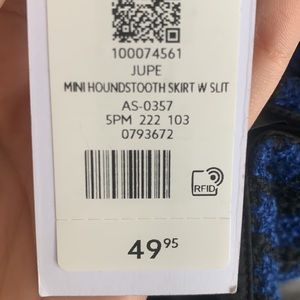 100074561
JUPE
MINI HOUNDSTOOTH SKIRT W SLIT
AS-0357
5PM 222 103
0793672
RFID
49.95